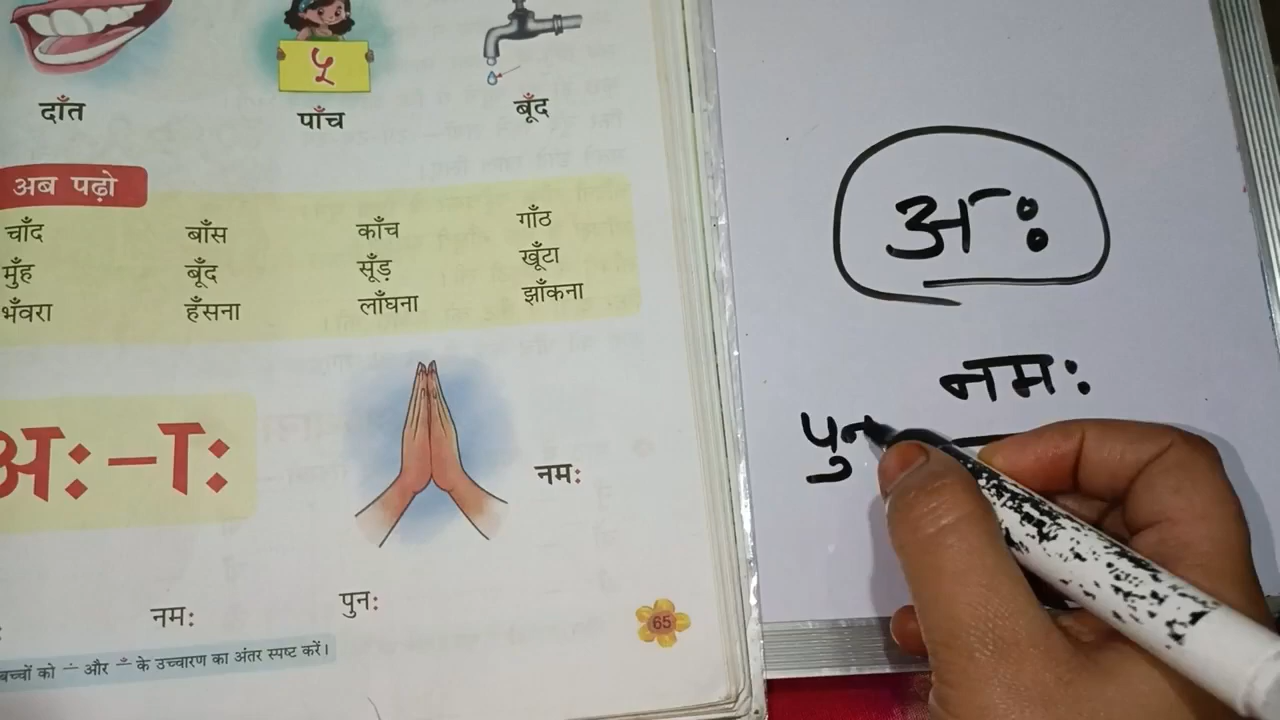 दाँत पाँच बूँद
५
अब पढ़ो
चाँद बाँस काँच गाँठ
मुँह बूँद सूँड़ खूँटा
भँवरा हँसना लाँघना झाँकना
अः – ाः
नमः
नमः पुनः
बच्चों को ं और ँ के उच्चारण का अंतर स्पष्ट करें।
65
अः
नमः
पुन